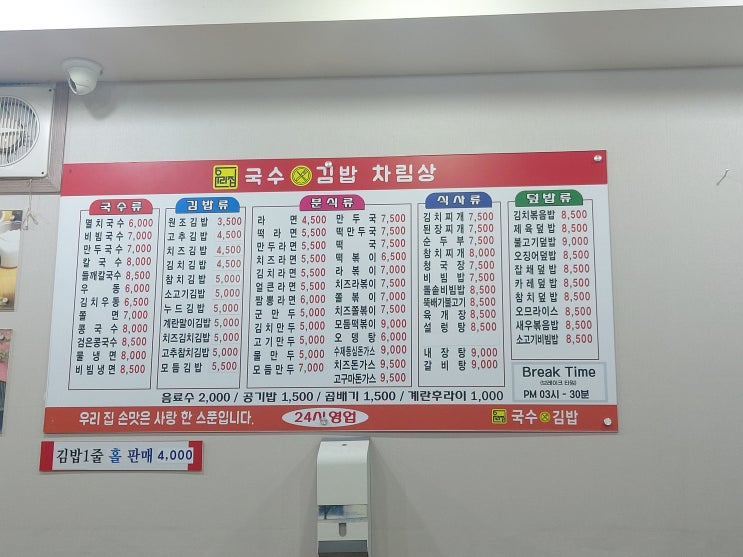 우리집 국수 김밥 차림상
국수류
멸치국수 6,000
비빔국수 7,000
만두국수 7,000
칼국수 8,000
들깨칼국수 8,500
우동 6,000
김치우동 6,500
쫄면 7,000
콩국수 8,000
검은콩국수 8,500
물냉면 8,000
비빔냉면 8,500
김밥류
원조김밥 3,500
고추김밥 4,500
치즈김밥 4,500
김치김밥 4,500
참치김밥 5,000
소고기김밥 5,000
누드김밥 5,000
계란말이김밥 5,000
치즈김치김밥 5,000
고추참치김밥 5,000
모듬김밥 5,500
분식류
라면 4,500
떡라면 5,000
만두라면 5,500
치즈라면 5,500
김치라면 5,500
얼큰라면 5,500
짬뽕라면 6,000
군만두 5,000
김치만두 5,000
고기만두 5,000
물만두 5,000
모듬만두 7,000
만두국 7,500
떡만두국 7,500
떡국 7,500
떡볶이 6,500
라볶이 7,000
치즈라볶이 7,500
쫄볶이 7,000
치즈쫄볶이 7,500
모듬떡볶이 9,000
오뎅탕 6,000
수제등심돈가스 9,000
치즈돈가스 9,500
고구마돈가스 9,500
식사류
김치찌개 7,500
된장찌개 7,500
순두부 7,500
참치찌개 8,000
청국장 7,500
비빔밥 7,500
돌솥비빔밥 8,500
뚝배기불고기 8,500
육개장 8,500
설렁탕 8,500
내장탕 9,000
갈비탕 9,000
덮밥류
김치볶음밥 8,500
제육덮밥 8,500
불고기덮밥 9,000
오징어덮밥 8,500
잡채덮밥 8,500
카레덮밥 8,500
참치덮밥 8,500
오므라이스 8,500
새우볶음밥 8,500
소고기비빔밥 8,500
Break Time
(브레이크 타임)
PM 03시 - 30분
음료수 2,000 / 공기밥 1,500 / 곱배기 1,500 / 계란후라이 1,000
우리 집 손맛은 사랑 한 스푼입니다. 24시영업 우리집 국수 김밥
김밥1줄 홀 판매 4,000